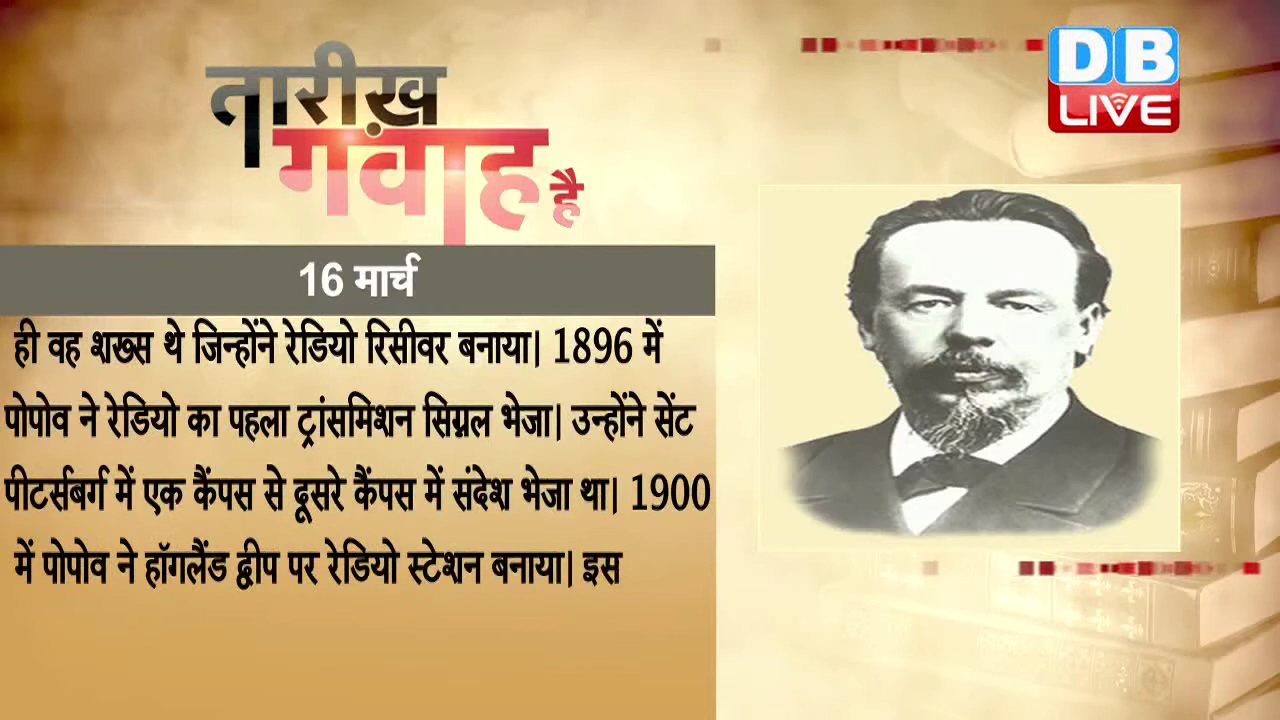 तारीख़
गवाह है
DB
LIVE
16 मार्च
ही वह शख्स थे जिन्होंने रेडियो रिसीवर बनाया। 1896 में
पोपोव ने रेडियो का पहला ट्रांसमिशन सिग्नल भेजा। उन्होंने सेंट
पीटर्सबर्ग में एक कैंपस से दूसरे कैंपस में संदेश भेजा था। 1900
में पोपोव ने हॉगलैंड द्वीप पर रेडियो स्टेशन बनाया। इस